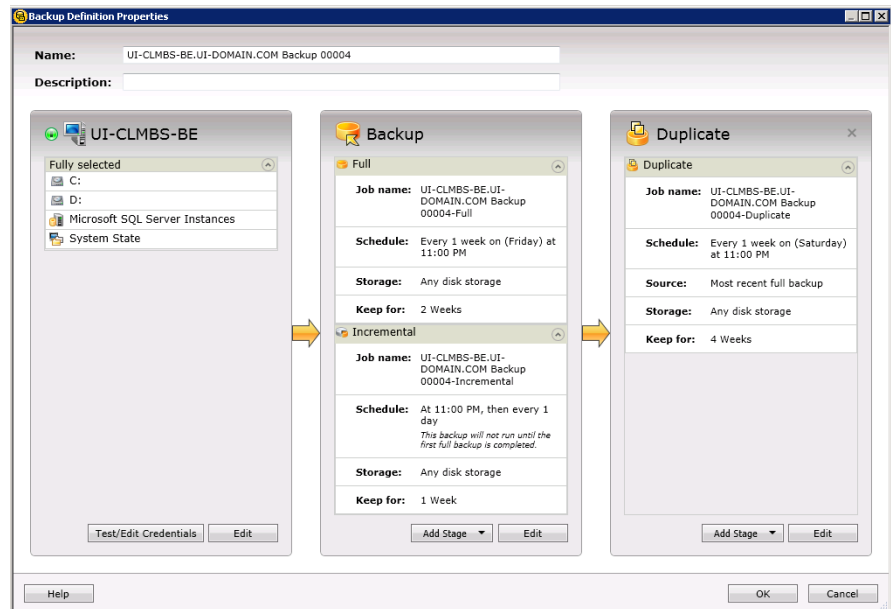 Backup Definition Properties
Name:
UI-CLMBS-BE.UI-DOMAIN.COM Backup 00004
Description:
UI-CLMBS-BE
Fully selected
C:
D:
Microsoft SQL Server Instances
System State
Test/Edit Credentials
Edit
Backup
Full
Job name: UI-CLMBS-BE.UI-
DOMAIN.COM Backup
00004-Full
Schedule: Every 1 week on (Friday) at
11:00 PM
Storage: Any disk storage
Keep for: 2 Weeks
Incremental
Job name: UI-CLMBS-BE.UI-
DOMAIN.COM Backup
00004-Incremental
Schedule: At 11:00 PM, then every 1
day
This backup will not run until the
first full backup is completed.
Storage: Any disk storage
Keep for: 1 Week
Add Stage
Edit
Duplicate
Duplicate
Job name: UI-CLMBS-BE.UI-
DOMAIN.COM Backup
00004-Duplicate
Schedule: Every 1 week on (Saturday)
at 11:00 PM
Source: Most recent full backup
Storage: Any disk storage
Keep for: 4 Weeks
Add Stage
Edit
Help
OK
Cancel